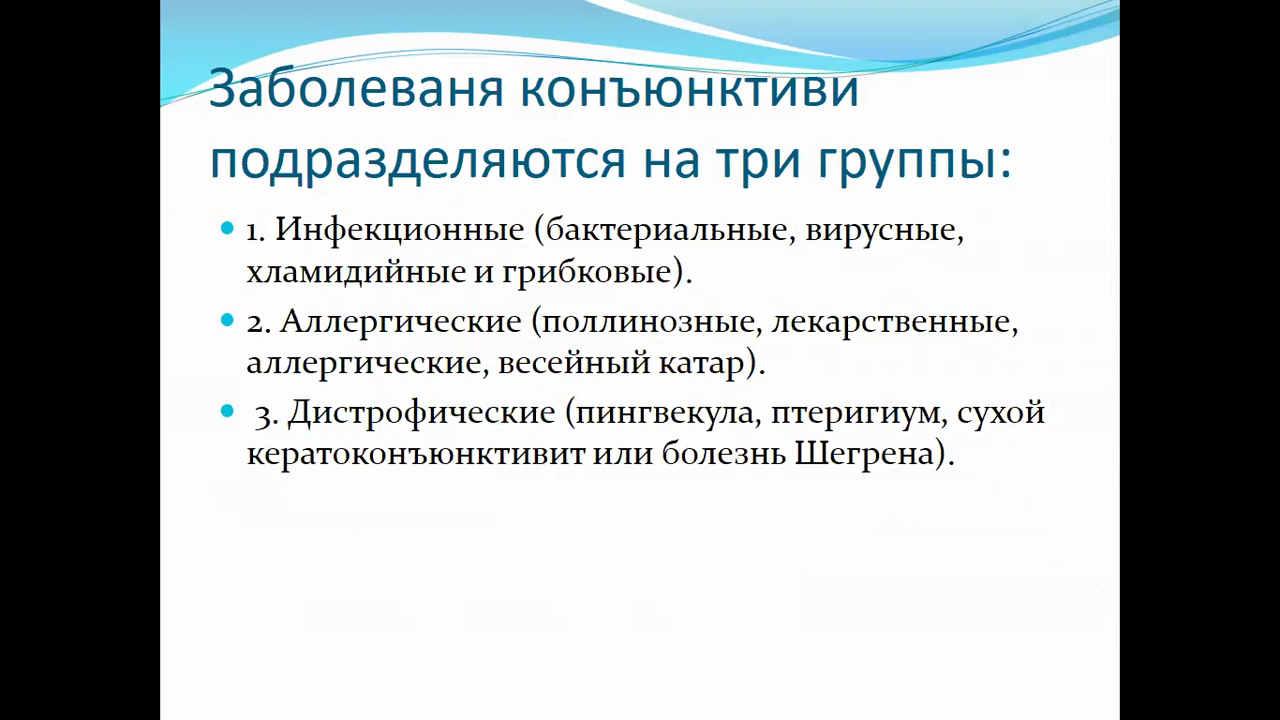 Заболеваня конъюнктиви
подразделяются на три группы:
• 1. Инфекционные (бактериальные, вирусные,
хламидийные и грибковые).
• 2. Аллергические (поллинозные, лекарственные,
аллергические, весейный катар).
• 3. Дистрофические (пингвекула, птеригиум, сухой
кератоконъюнктивит или болезнь Шегрена).